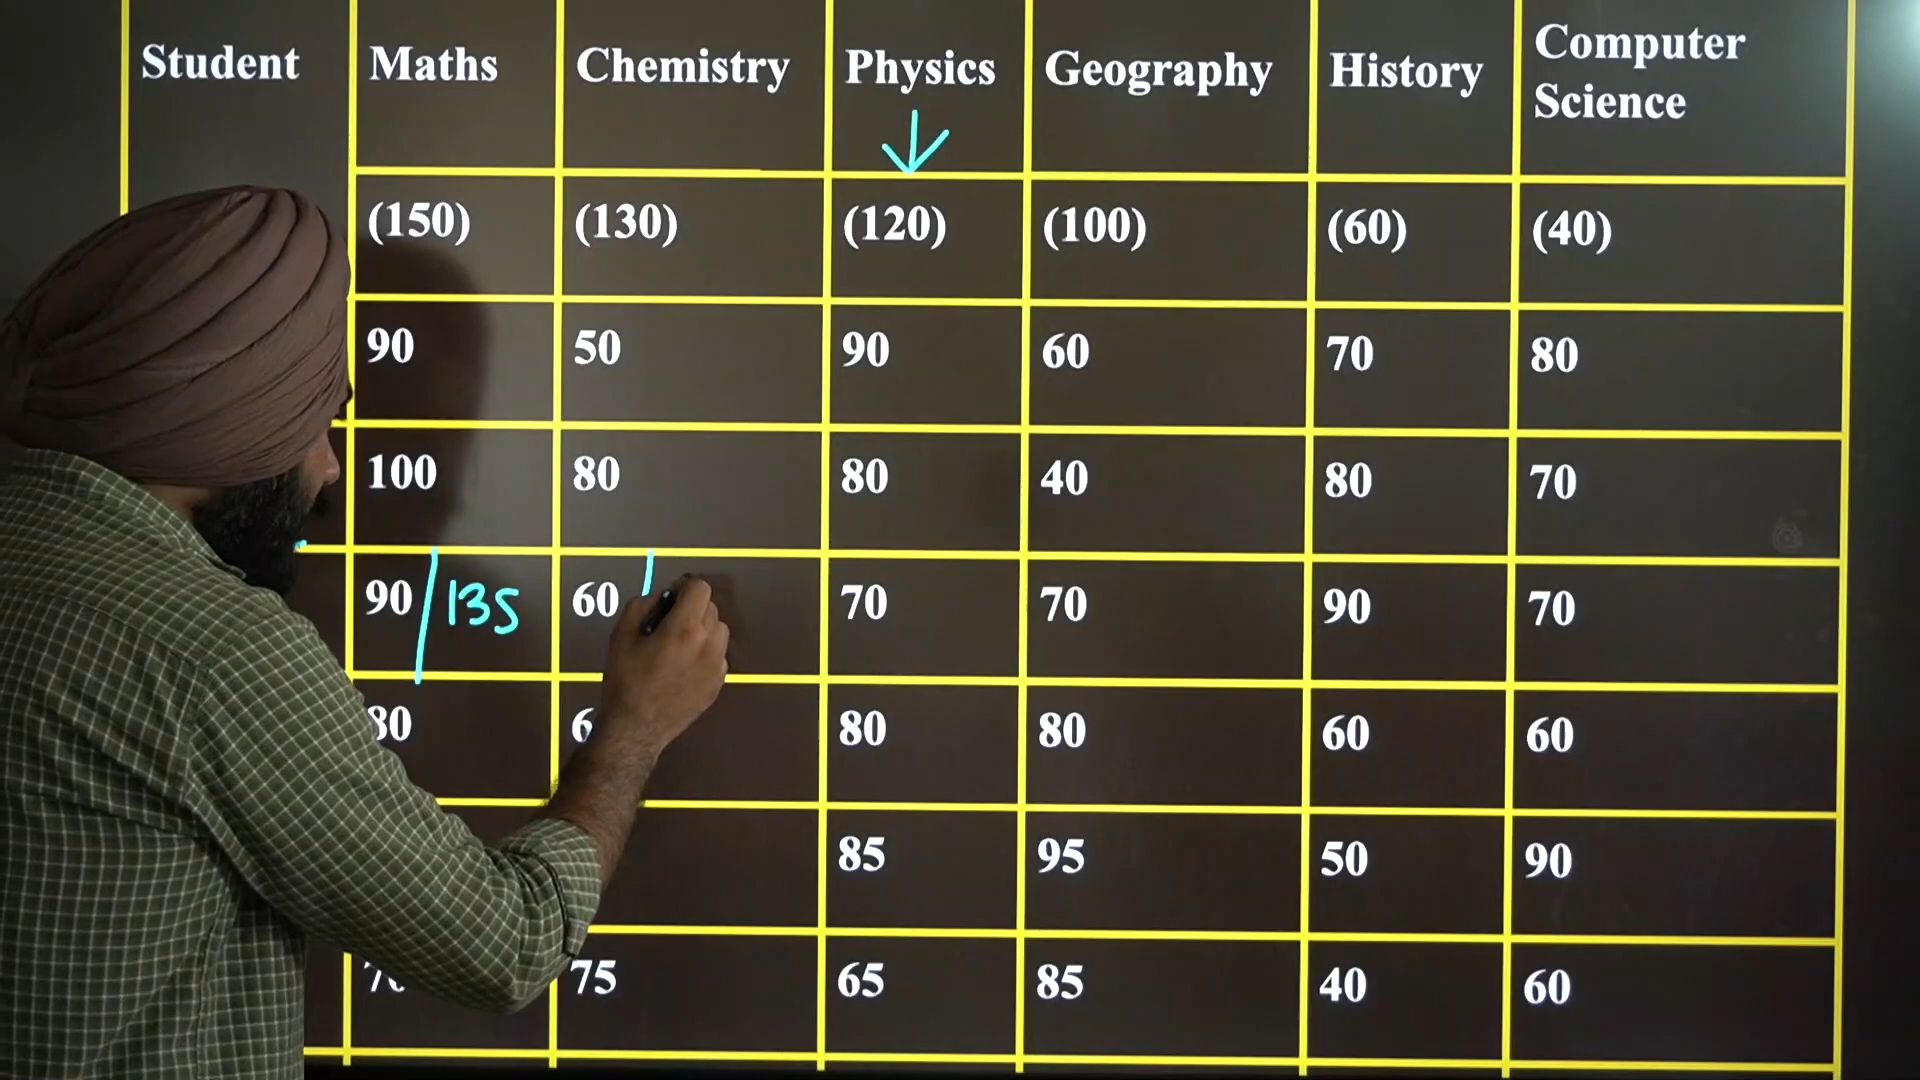 Student Maths Chemistry Physics Geography History Computer Science
(150) (130) (120) (100) (60) (40)
90 50 90 60 70 80
100 80 80 40 80 70
90 /135 60 / 70 70 90 70
80 80 80 60 60
85 95 50 90
75 65 85 40 60